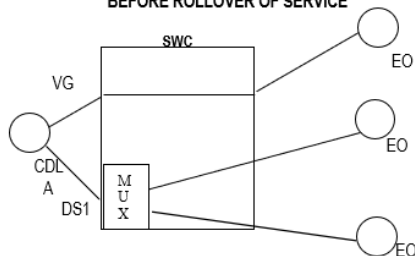 BEFORE ROLLOVER OF SERVICE
SWC
EO
VG
EO
CDL
A
M
U
X
DS1
EO